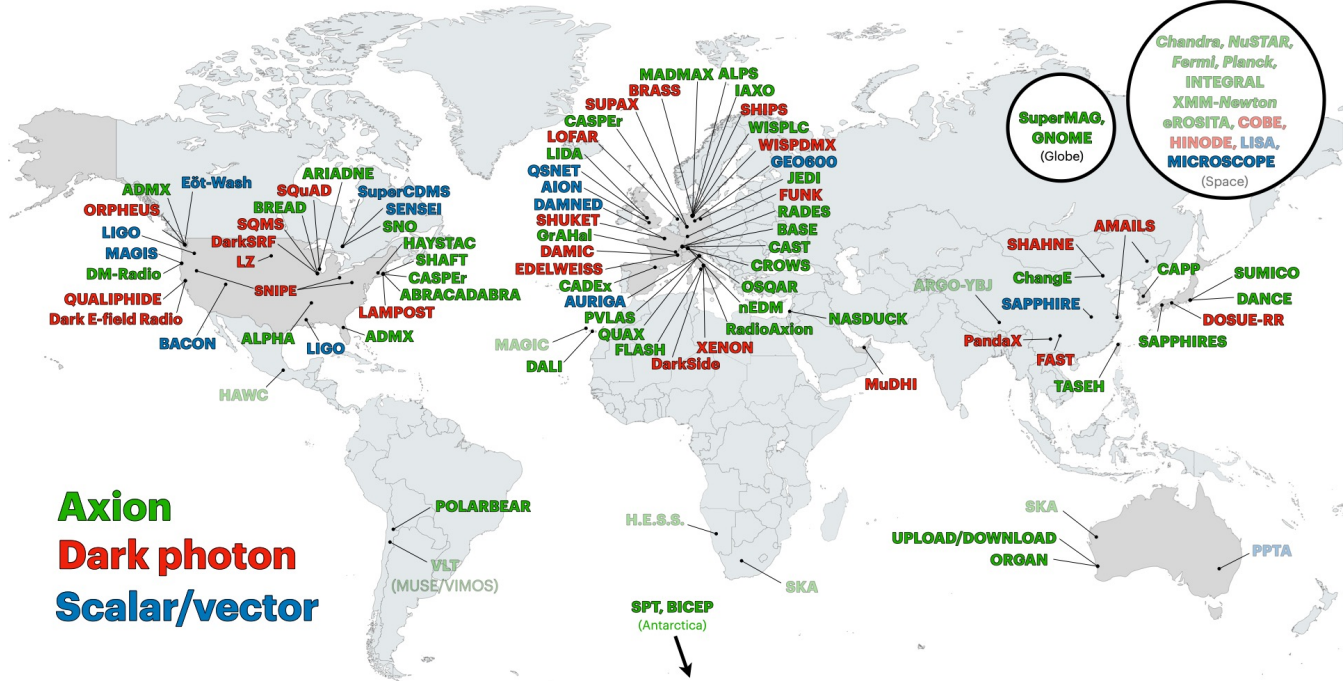 Chandra, NuSTAR,
Fermi, Planck,
INTEGRAL
XMM-Newton
eROSITA, COBE,
HINODE, LISA,
MICROSCOPE
(Space)
SuperMAG,
GNOME
(Globe)
ADMX
Eöt-Wash
ORPHEUS
LIGO
MAGIS
DM-Radio
QUALIPHIDE
Dark E-field Radio
BACON
ARIADNE
SQuAD
BREAD
SQMS
DarkSRF
LZ
SNIPE
SuperCDMS
SENSEI
SNO
HAYSTAC
SHAFT
CASPEr
ABRACADABRA
LAMPOST
ADMX
ALPHA
LIGO
HAWC
MADMAX
ALPS
BRASS
IAXO
SUPAX
SHIPS
CASPEr
WISPLC
LOFAR
WISPDMX
LIDA
GEO600
QSNET
JEDI
AION
FUNK
DAMNED
RADES
SHUKET
BASE
GrAHal
CAST
DAMIC
CROWS
EDELWEISS
OSQAR
CADEx
nEDM
AURIGA
RadioAxion
PVLAS
QUAX
FLASH
XENON
DarkSide
NASDUCK
MAGIC
DALI
MuDHI
SHAHNE
AMAILS
ChangE
CAPP
SUMICO
ARGO-YBJ
SAPPHIRE
DANCE
DOSUE-RR
PandaX
FAST
SAPPHIRES
TASEH
Axion
Dark photon
Scalar/vector
POLARBEAR
VLT
(MUSE/VIMOS)
H.E.S.S.
SKA
SPT, BICEP
(Antarctica)
SKA
UPLOAD/DOWNLOAD
ORGAN
PPTA